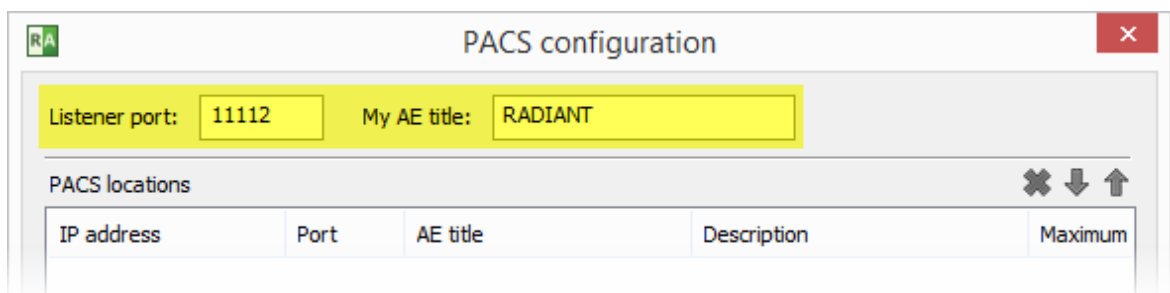 RA PACS configuration
Listener port: 11112 My AE title: RADIANT
PACS locations
IP address Port AE title Description Maximum